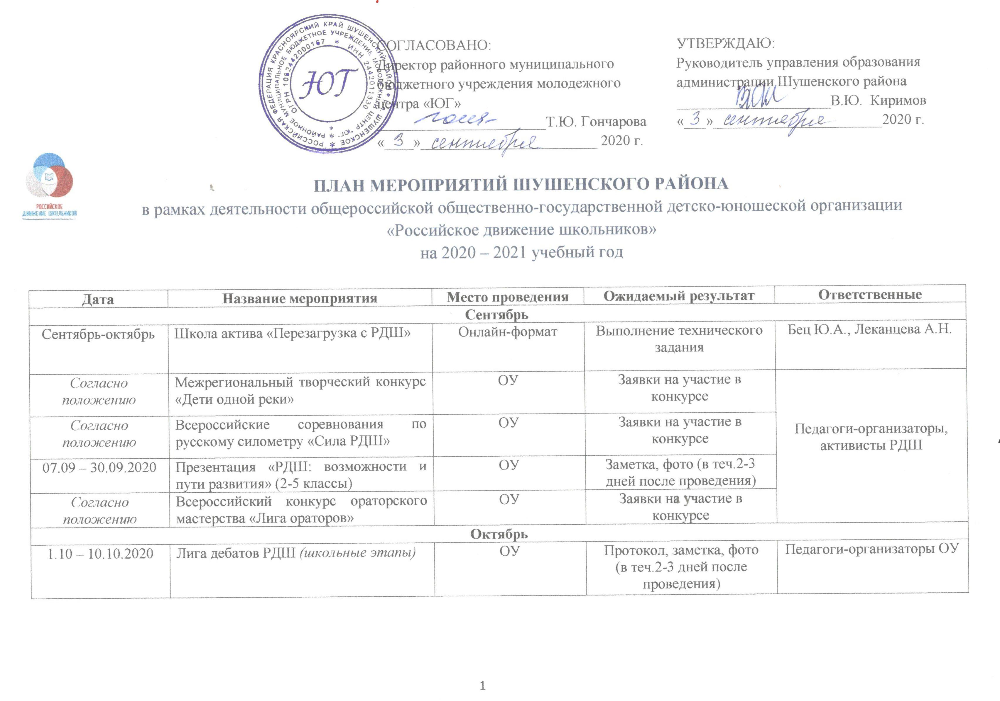 РОССИЙСКАЯ ФЕДЕРАЦИЯ КРАСНОЯРСКИЙ КРАЙ ШУШЕНСКИЙ РАЙОН * р.п. ШУШЕНСКОЕ *
РАЙОННОЕ МУНИЦИПАЛЬНОЕ БЮДЖЕТНОЕ УЧРЕЖДЕНИЕ МОЛОДЕЖНЫЙ ЦЕНТР "ЮГ" *
ОГРН 1082442000167 * ИНН 2442011330 *
ЮГ
СОГЛАСОВАНО:
Директор районного муниципального
бюджетного учреждения молодежного
центра «ЮГ»
Т.Ю. Гончарова
« 3 » сентября 2020 г.
УТВЕРЖДАЮ:
Руководитель управления образования
администрации Шушенского района
В.Ю. Киримов
« 3 » сентября 2020 г.
РОССИЙСКОЕ
ДВИЖЕНИЕ ШКОЛЬНИКОВ
ПЛАН МЕРОПРИЯТИЙ ШУШЕНСКОГО РАЙОНА
в рамках деятельности общероссийской общественно-государственной детско-юношеской организации
«Российское движение школьников»
на 2020 – 2021 учебный год
Дата Название мероприятия Место проведения Ожидаемый результат Ответственные
Сентябрь
Сентябрь-октябрь Школа актива «Перезагрузка с РДШ» Онлайн-формат Выполнение технического Бец Ю.А., Леканцева А.Н.
задания
Согласно Межрегиональный творческий конкурс ОУ Заявки на участие в
положению «Дети одной реки» конкурсе
Согласно Всероссийские соревнования по ОУ Заявки на участие в
положению русскому силометру «Сила РДШ» конкурсе
Педагоги-организаторы,
активисты РДШ
07.09 – 30.09.2020 Презентация «РДШ: возможности и ОУ Заметка, фото (в теч.2-3
пути развития» (2-5 классы) дней после проведения)
Согласно Всероссийский конкурс ораторского ОУ Заявки на участие в
положению мастерства «Лига ораторов» конкурсе
Октябрь
1.10 – 10.10.2020 Лига дебатов РДШ (школьные этапы) ОУ Протокол, заметка, фото Педагоги-организаторы ОУ
(в теч.2-3 дней после
проведения)
1